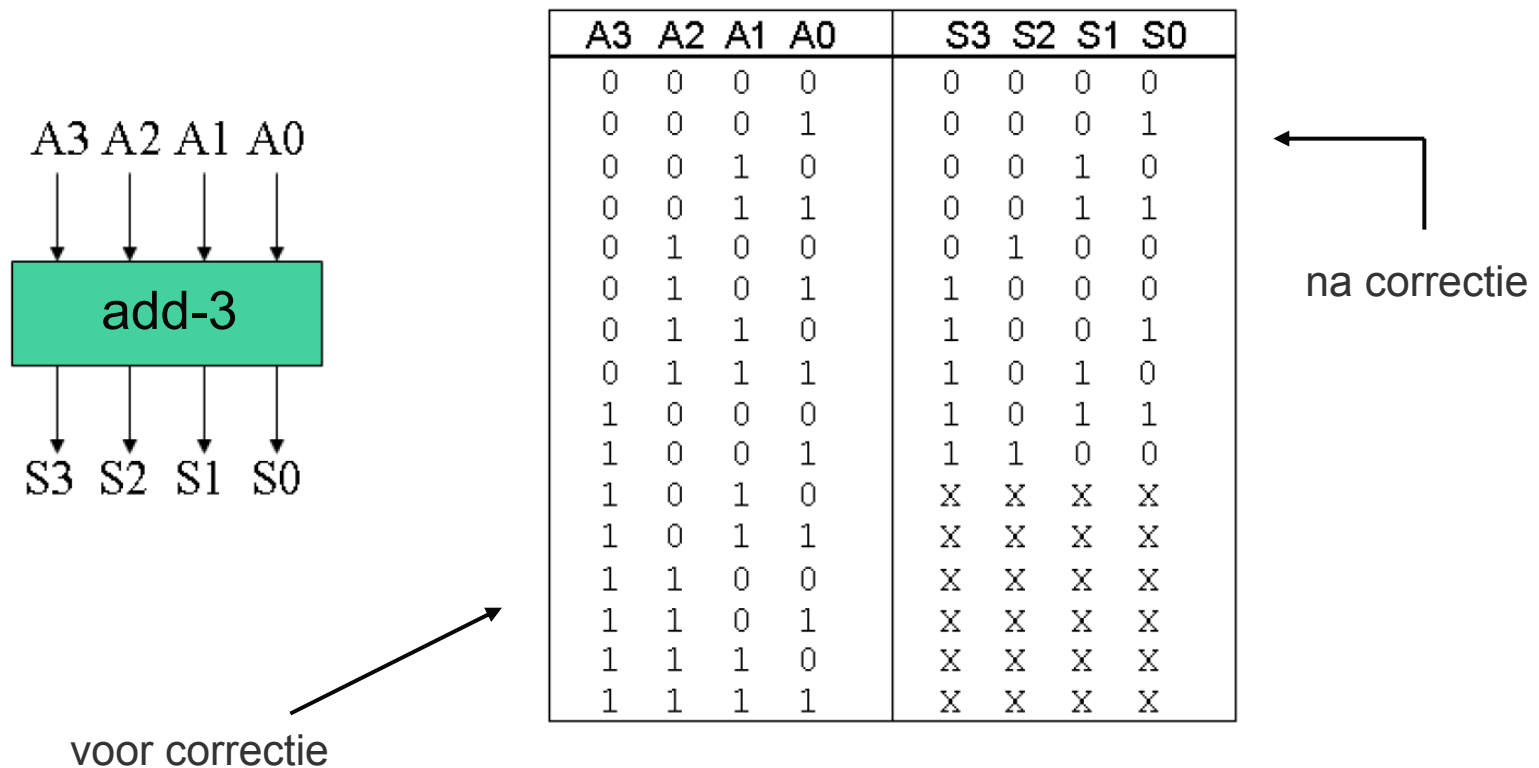 A3 A2 A1 A0
add-3
S3 S2 S1 S0
A3 A2 A1 A0 S3 S2 S1 S0
0 0 0 0 0 0 0 0
0 0 0 1 0 0 0 1
0 0 1 0 0 0 1 0
0 0 1 1 0 0 1 1
0 1 0 0 0 1 0 0
0 1 0 1 1 0 0 0
0 1 1 0 1 0 0 1
0 1 1 1 1 0 1 0
1 0 0 0 1 0 1 1
1 0 0 1 1 1 0 0
1 0 1 0 X X X X
1 0 1 1 X X X X
1 1 0 0 X X X X
1 1 0 1 X X X X
1 1 1 0 X X X X
1 1 1 1 X X X X
na correctie
voor correctie